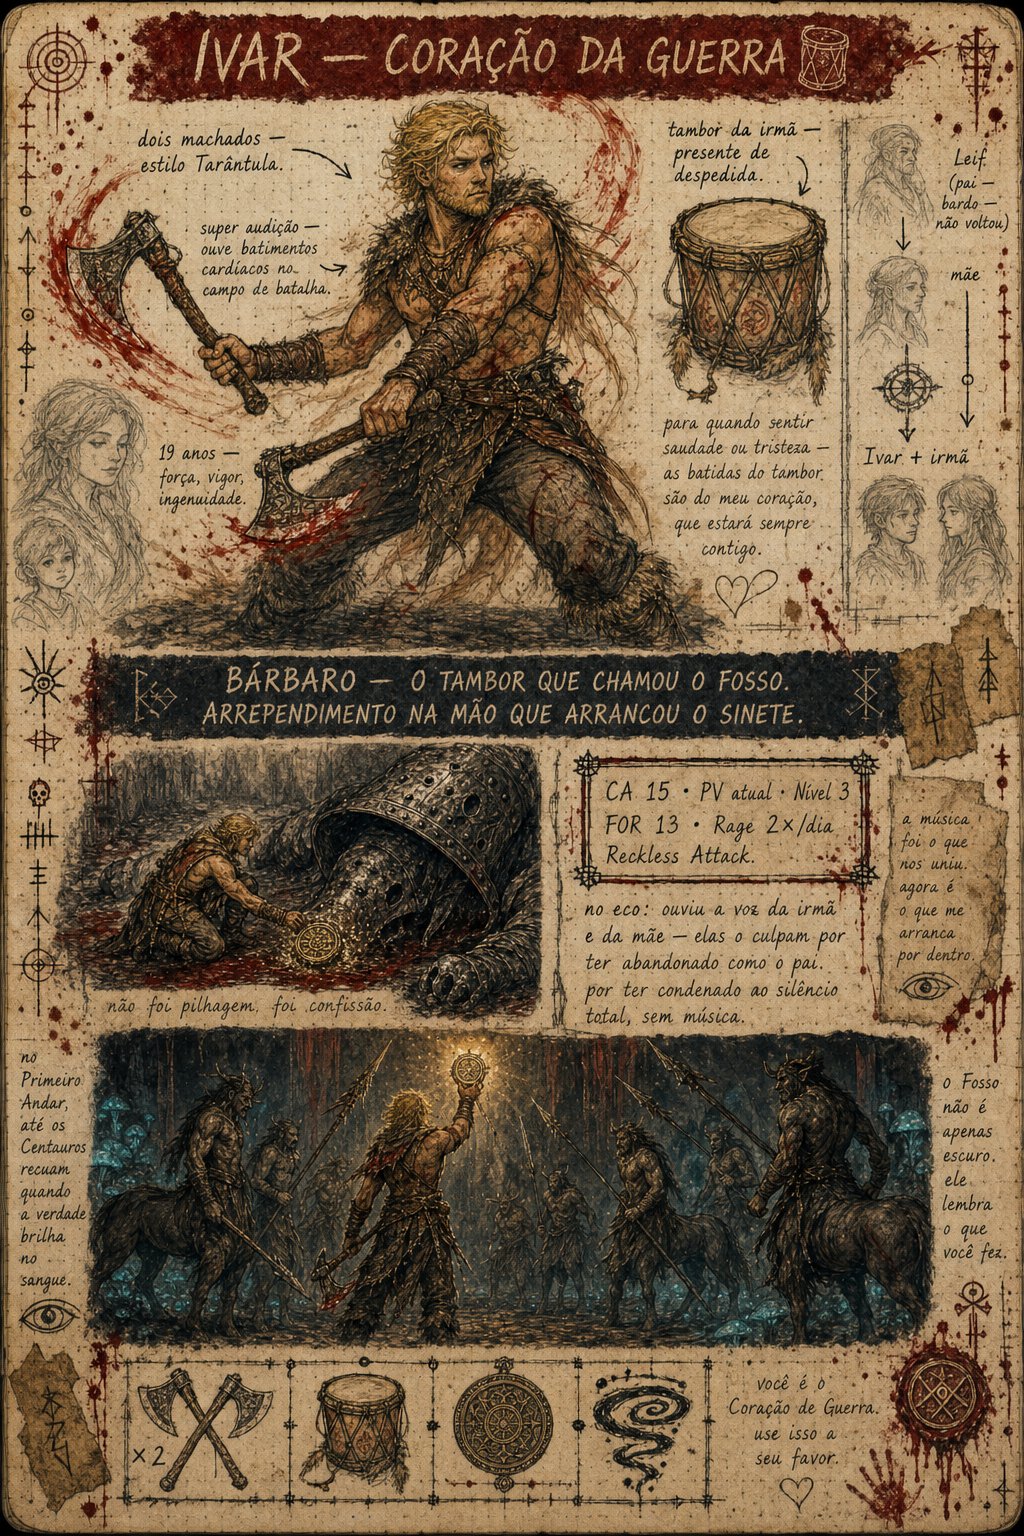 IVAR — CORAÇÃO DA GUERRA
dois machados —
estilo Tarântula.
super audição —
ouve batimentos
cardíacos no
campo de batalha.
19 anos —
força, vigor,
ingenuidade.
tambor da irmã —
presente de
despedida.
para quando sentir
saudade ou tristeza —
as batidas do tambor
são do meu coração,
que estará sempre
contigo.
Leif
(pai —
bardo —
não voltou)
mãe
Ivar + irmã
BÁRBARO — O TAMBOR QUE CHAMOU O FOSSO.
ARREPENDIMENTO NA MÃO QUE ARRANCOU O SINETE.
não foi pilhagem, foi confissão.
CA 15 • PV atual • Nível 3
FOR 13 • Rage 2×/dia
Reckless Attack.
no eco: ouviu a voz da irmã
e da mãe — elas o culpam por
ter abandonado como o pai.
por ter condenado ao silêncio
total, sem música.
a música
foi o que
nos uniu.
agora é
o que me
arranca
por dentro.
no
Primeiro
Andar,
até os
Centauros
recuam
quando
a verdade
brilha
no
sangue.
o Fosso
não é
apenas
escuro.
ele
lembra
o que
você fez.
×2
você é o
Coração de Guerra.
use isso a
seu favor.